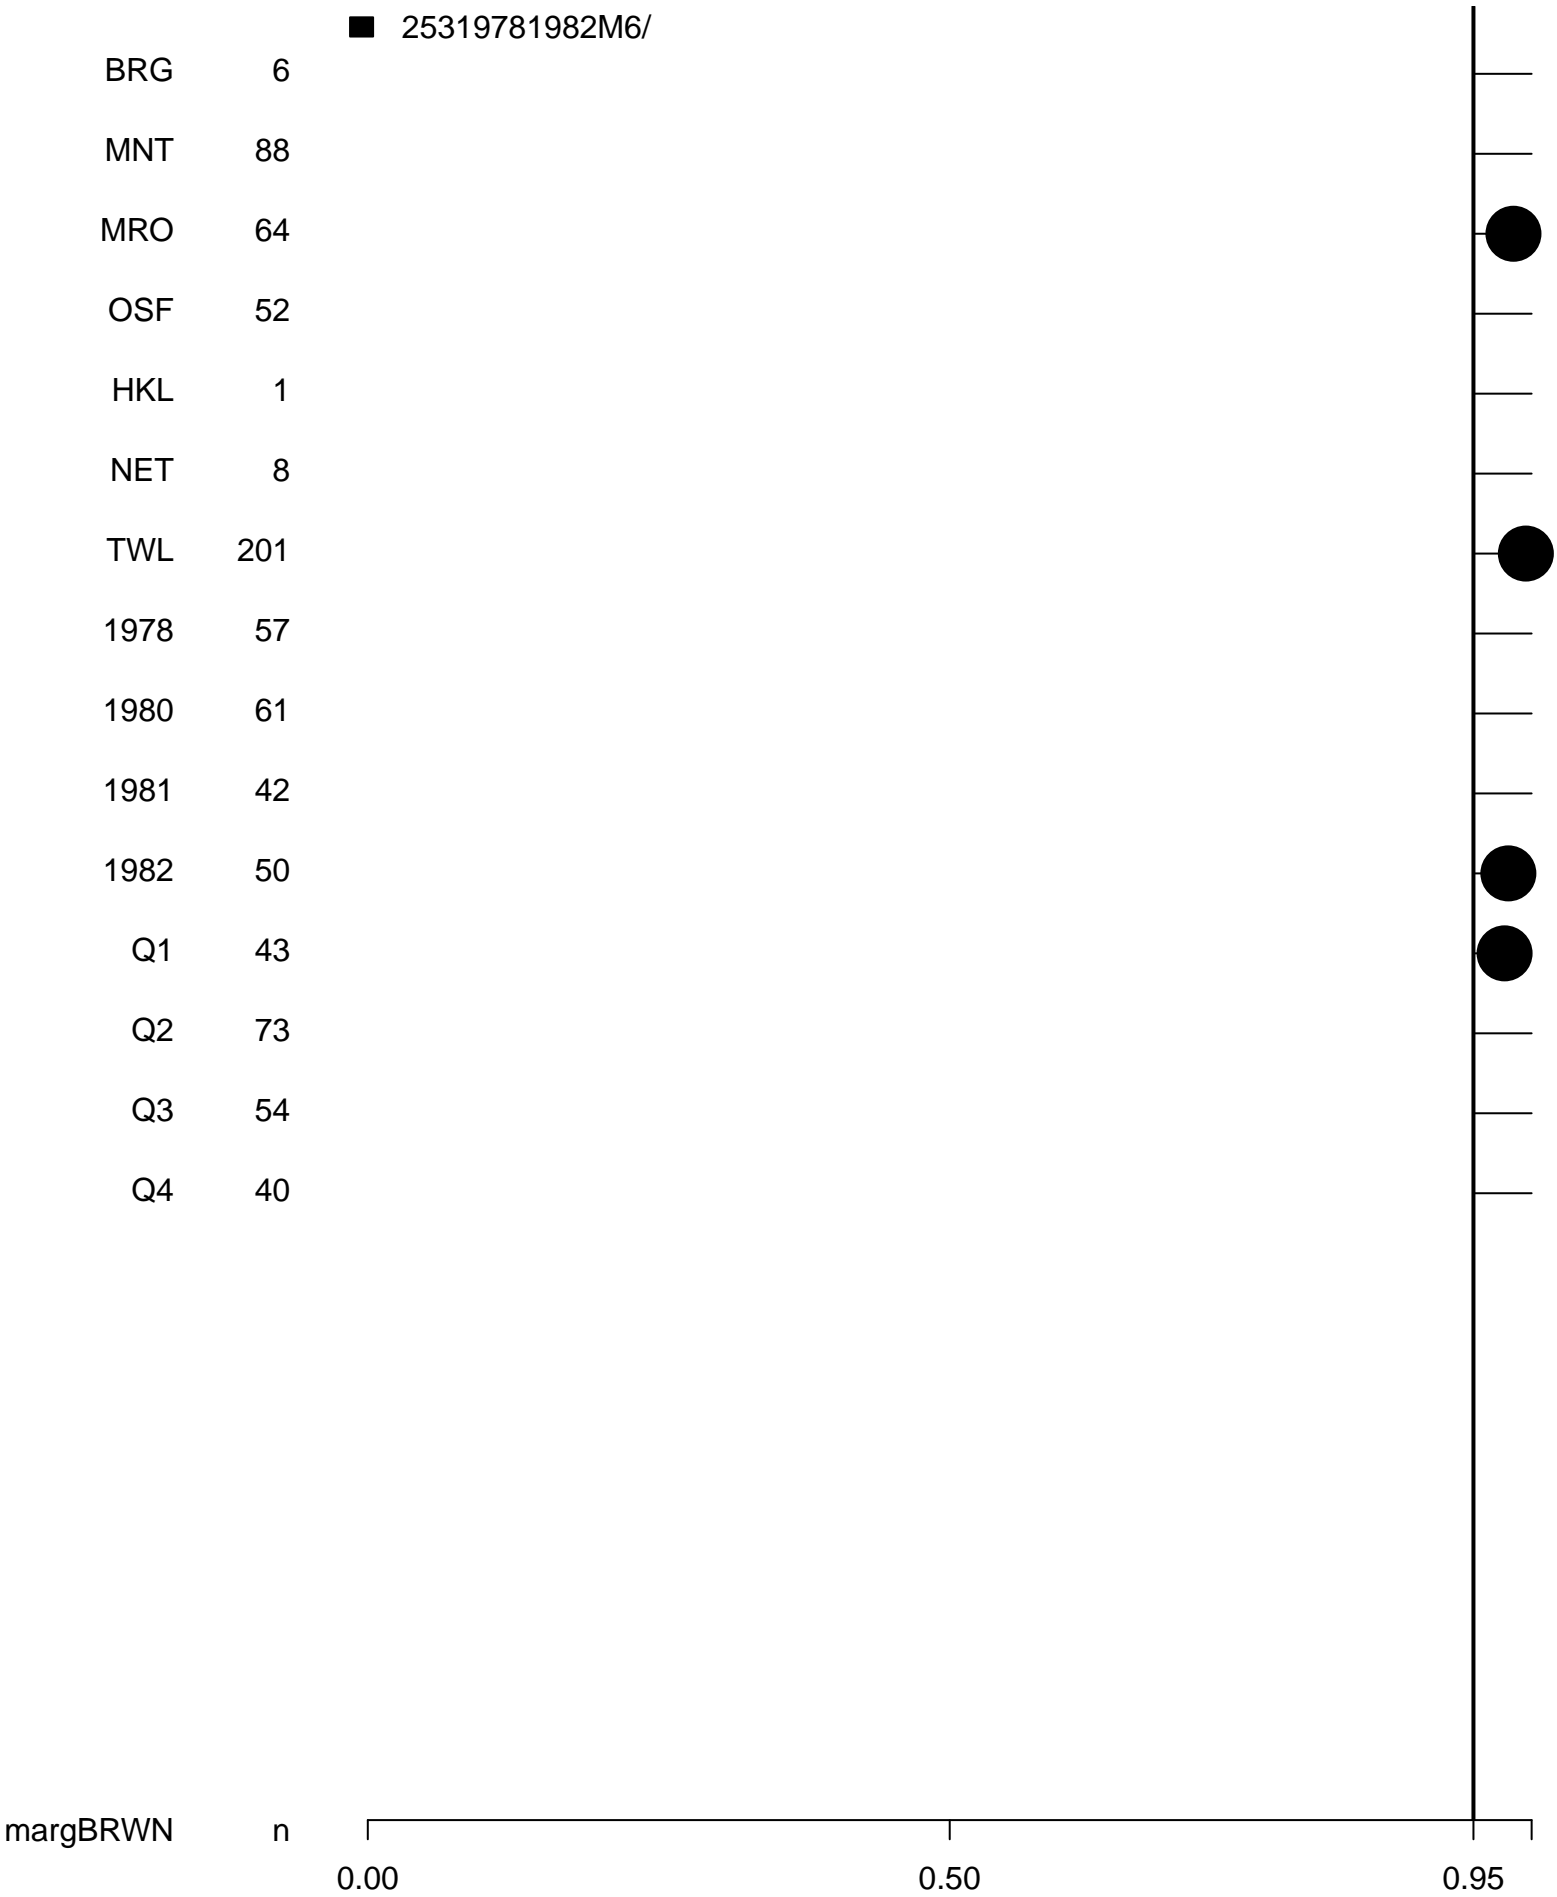 25319781982M6/
BRG 6
MNT 88
MRO 64
OSF 52
HKL 1
NET 8
TWL 201
1978 57
1980 61
1981 42
1982 50
Q1 43
Q2 73
Q3 54
Q4 40
margBRWN n
0.00 0.50 0.95